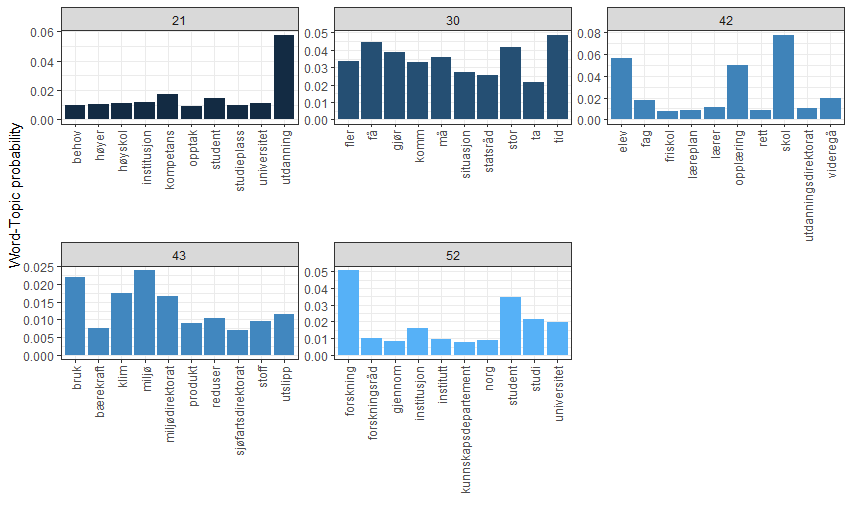 Word-Topic probability
21
0.06
0.04
0.02
0.00
behov
høyer
høyskol
institusjon
kompetans
opptak
student
studieplass
universitet
utdanning
30
0.05
0.04
0.03
0.02
0.01
0.00
fler
få
gjør
komm
må
situasjon
statsråd
stor
ta
tid
42
0.08
0.06
0.04
0.02
0.00
elev
fag
friskol
læreplan
lærer
opplæring
rett
skol
utdanningsdirektorat
videregå
43
0.025
0.020
0.015
0.010
0.005
0.000
bruk
bærekraft
klim
miljø
miljødirektorat
produkt
reduser
sjøfartsdirektorat
stoff
utslipp
52
0.05
0.04
0.03
0.02
0.01
0.00
forskning
forskningsråd
gjennom
institusjon
institutt
kunnskapsdepartement
norg
student
studi
universitet